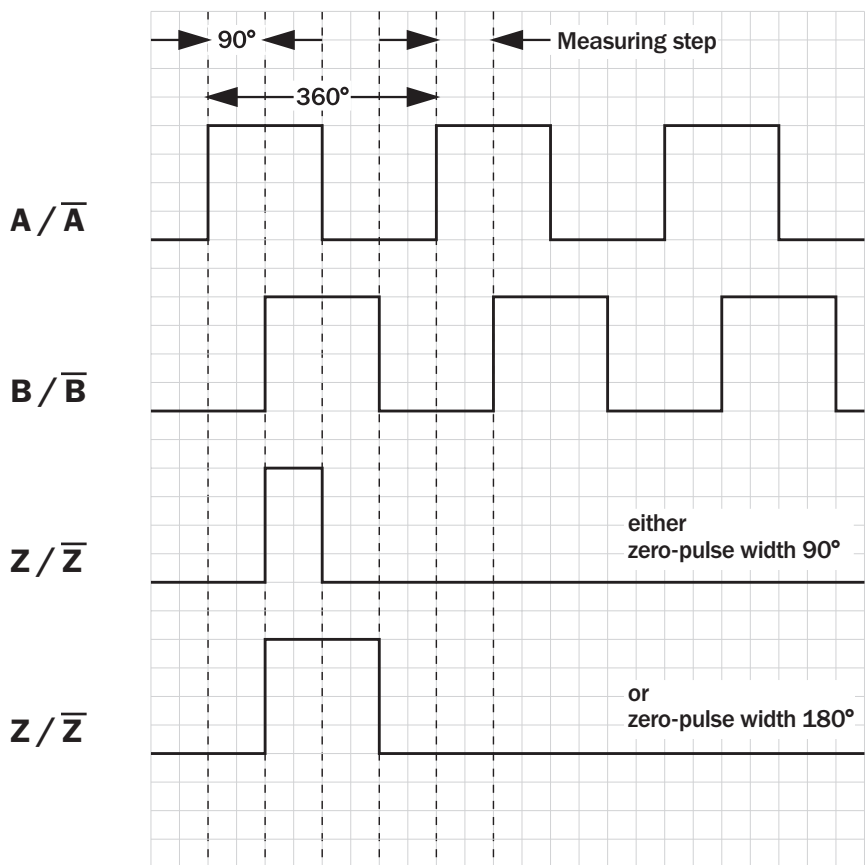 90° Measuring step
360°
A / A̅
B / B̅
Z / Z̅
either
zero-pulse width 90°
Z / Z̅
or
zero-pulse width 180°